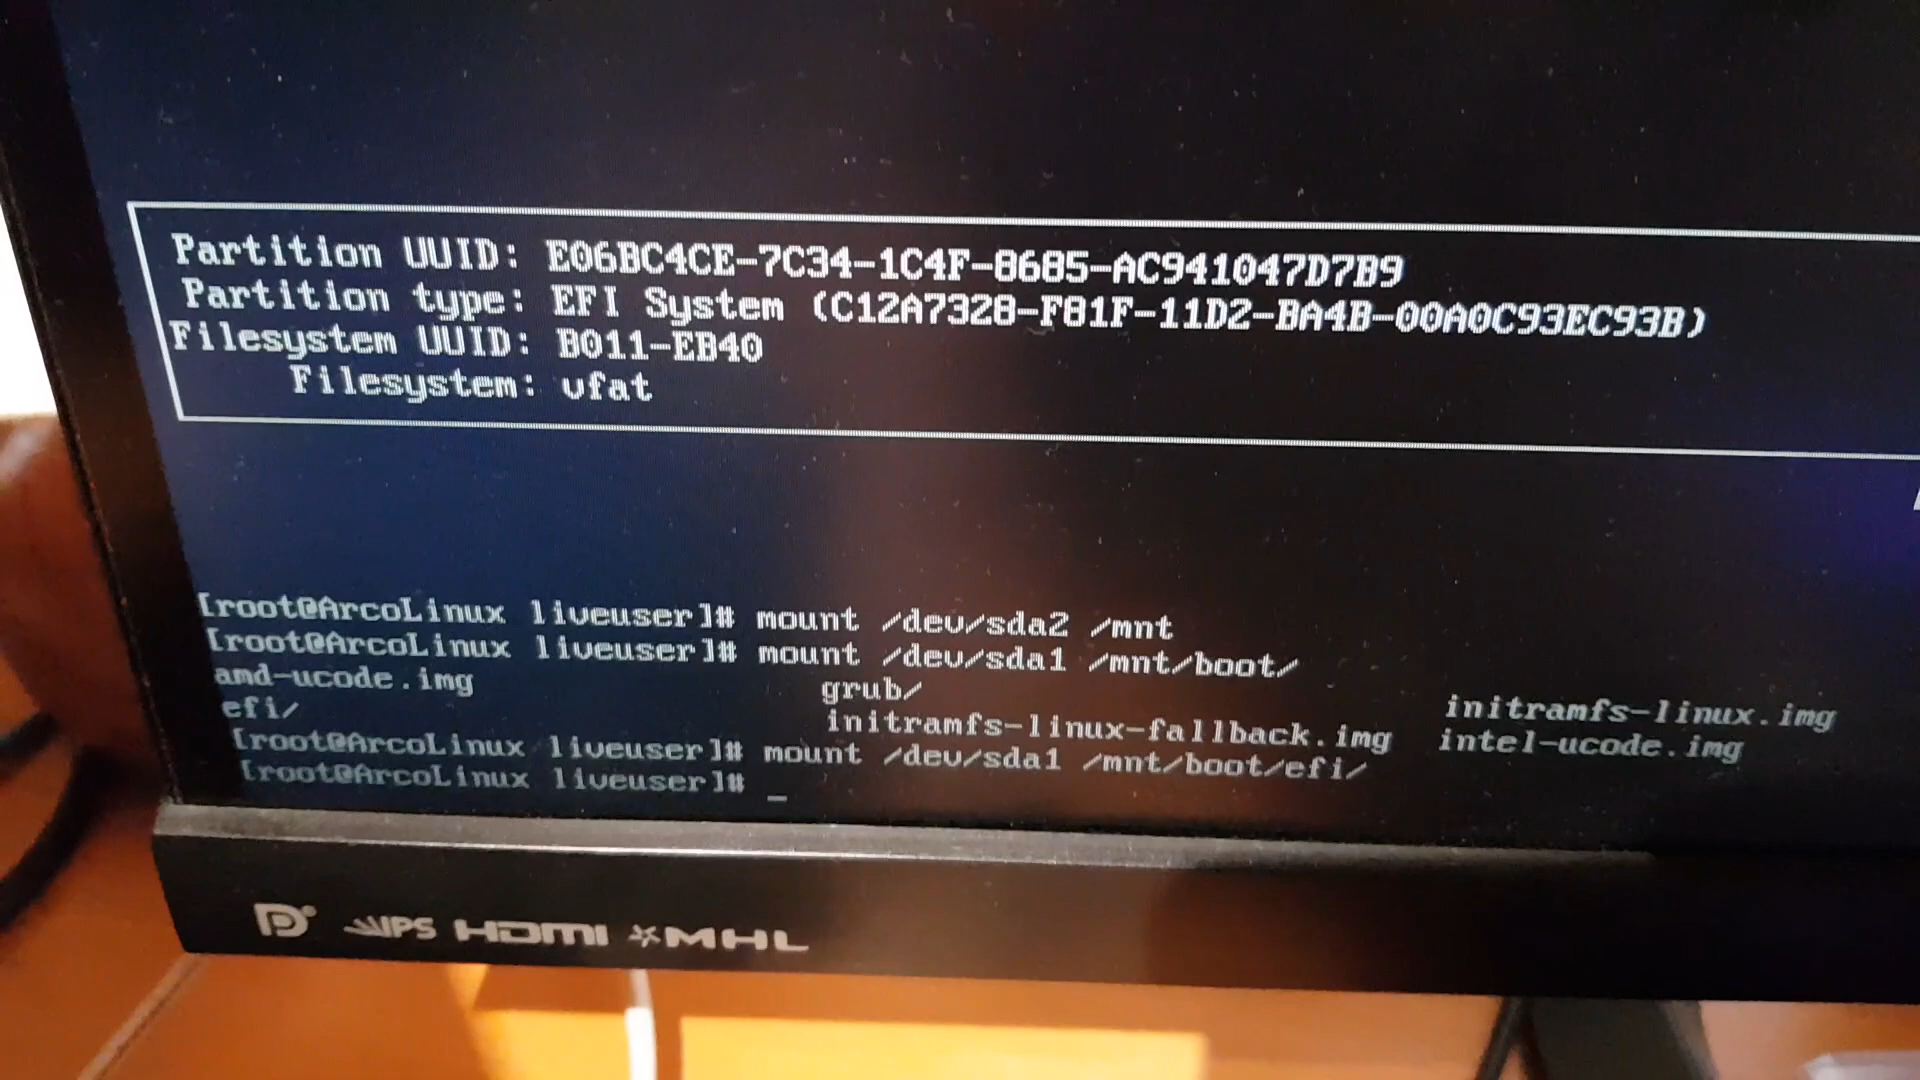 Partition UUID: E06BC4CE-7C34-1C4F-8685-AC941047D7B9
Partition type: EFI System (C12A7328-F81F-11D2-BA4B-00A0C93EC93B)
Filesystem UUID: B011-EB40
Filesystem: vfat
[root@ArcoLinux liveuser]# mount /dev/sda2 /mnt
[root@ArcoLinux liveuser]# mount /dev/sda1 /mnt/boot/
amd-ucode.img grub/ initramfs-linux.img
efi/ initramfs-linux-fallback.img intel-ucode.img
[root@ArcoLinux liveuser]# mount /dev/sda1 /mnt/boot/efi/
[root@ArcoLinux liveuser]# _
IPS HDMI MHL